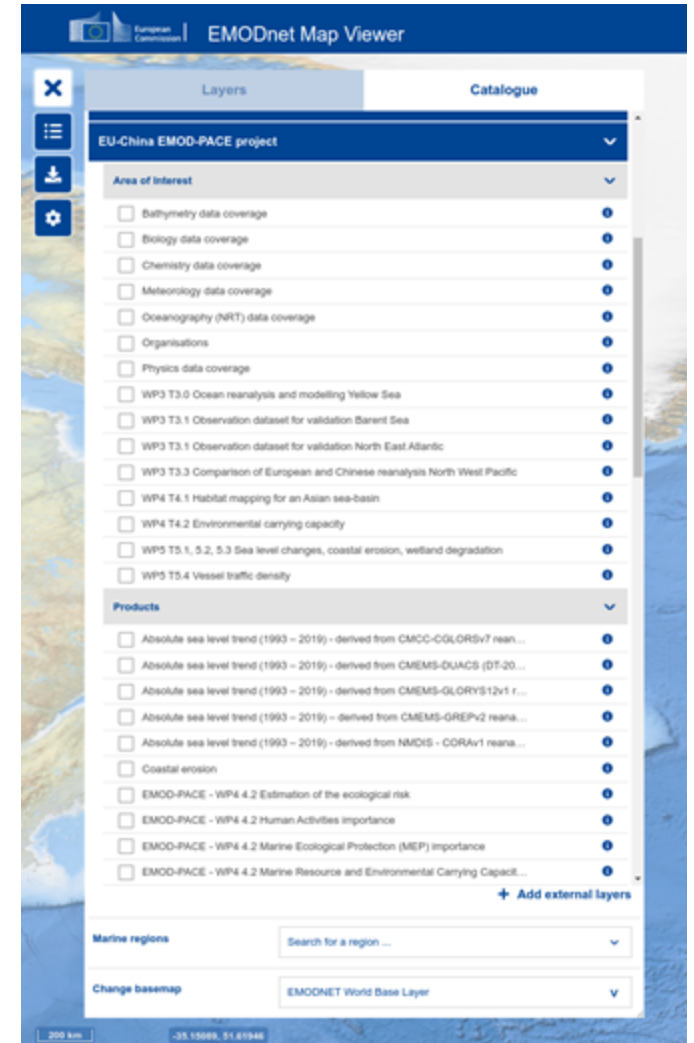 European
Commission
EMODnet Map Viewer
Layers
Catalogue
EU-China EMOD-PACE project
Area of Interest
Bathymetry data coverage
Biology data coverage
Chemistry data coverage
Meteorology data coverage
Oceanography (NRT) data coverage
Organisations
Physics data coverage
WP3 T3.0 Ocean reanalysis and modelling Yellow Sea
WP3 T3.1 Observation dataset for validation Barent Sea
WP3 T3.1 Observation dataset for validation North East Atlantic
WP3 T3.3 Comparison of European and Chinese reanalysis North West Pacific
WP4 T4.1 Habitat mapping for an Asian sea-basin
WP4 T4.2 Environmental carrying capacity
WP5 T5.1, 5.2, 5.3 Sea level changes, coastal erosion, wetland degradation
WP5 T5.4 Vessel traffic density
Products
Absolute sea level trend (1993 – 2019) - derived from CMCC-CGLORSv7 rean...
Absolute sea level trend (1993 – 2019) - derived from CMEMS-DUACS (DT-20...
Absolute sea level trend (1993 – 2019) - derived from CMEMS-GLORYS12v1 r...
Absolute sea level trend (1993 – 2019) – derived from CMEMS-GREPv2 reana...
Absolute sea level trend (1993 – 2019) - derived from NMDIS - CORAv1 reana...
Coastal erosion
EMOD-PACE - WP4 4.2 Estimation of the ecological risk
EMOD-PACE - WP4 4.2 Human Activities importance
EMOD-PACE - WP4 4.2 Marine Ecological Protection (MEP) importance
EMOD-PACE - WP4 4.2 Marine Resource and Environmental Carrying Capacit...
+ Add external layers
Marine regions
Search for a region ...
Change basemap
EMODNET World Base Layer
200 km
-35.15089, 51.61946